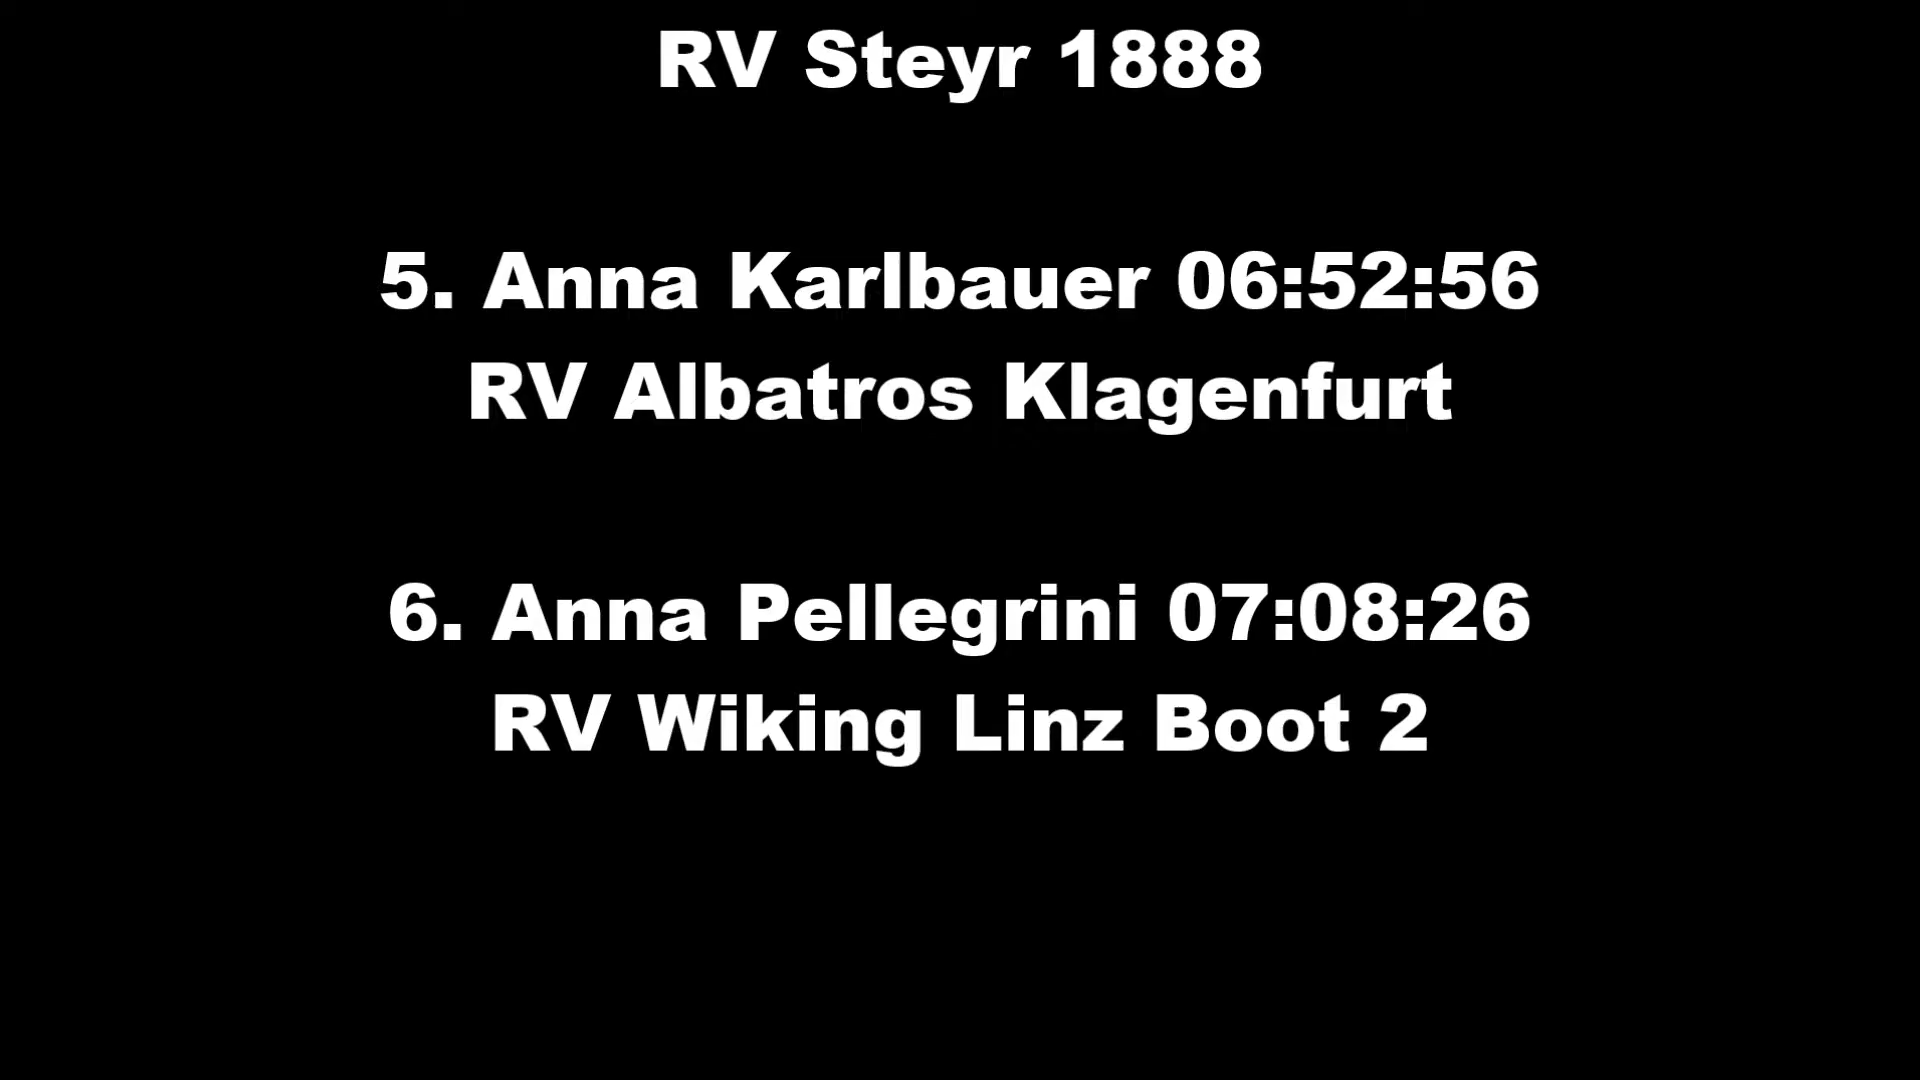 RV Steyr 1888
5. Anna Karlbauer 06:52:56
RV Albatros Klagenfurt
6. Anna Pellegrini 07:08:26
RV Wiking Linz Boot 2